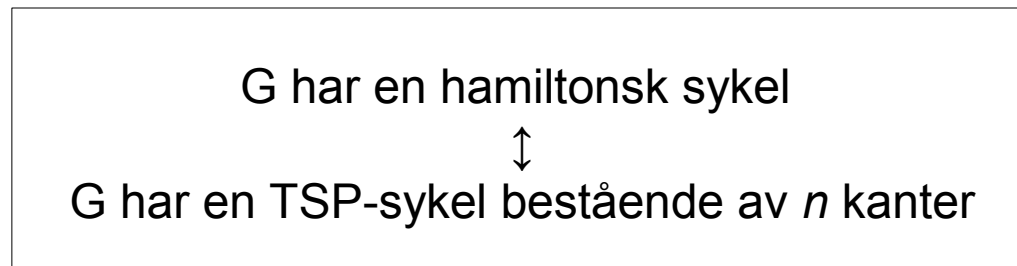 G har en hamiltonsk sykel
↕
G har en TSP-sykel bestående av n kanter